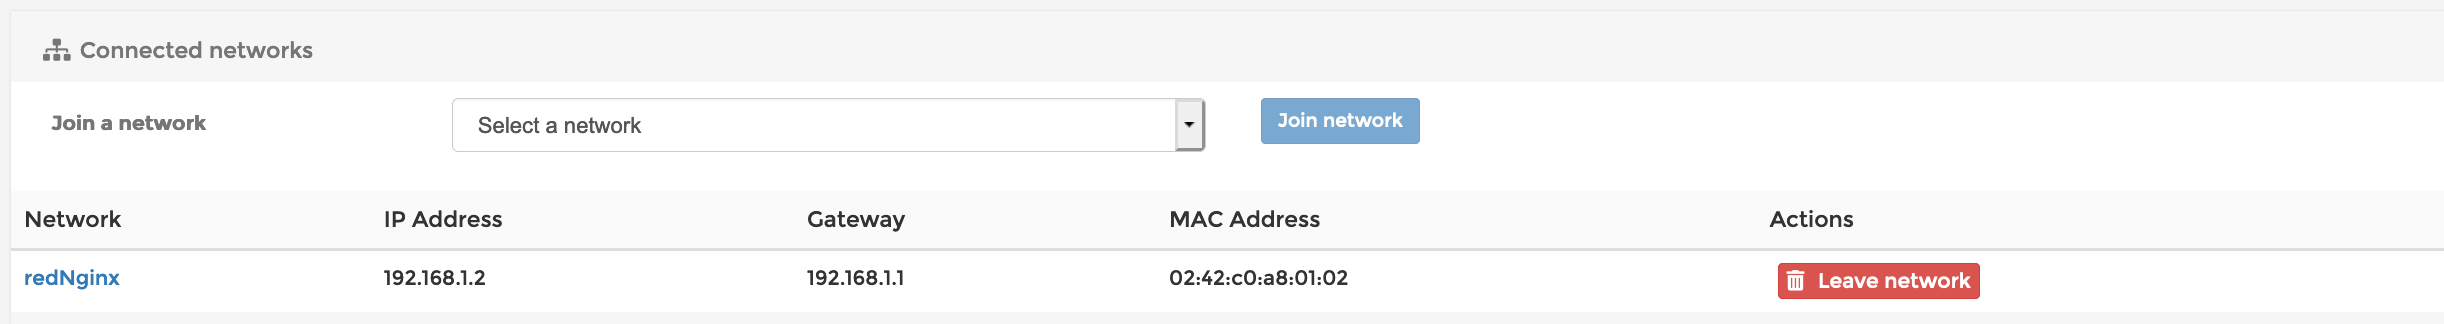 Connected networks
Join a network Select a network Join network
Network IP Address Gateway MAC Address Actions
redNginx 192.168.1.2 192.168.1.1 02:42:c0:a8:01:02 Leave network